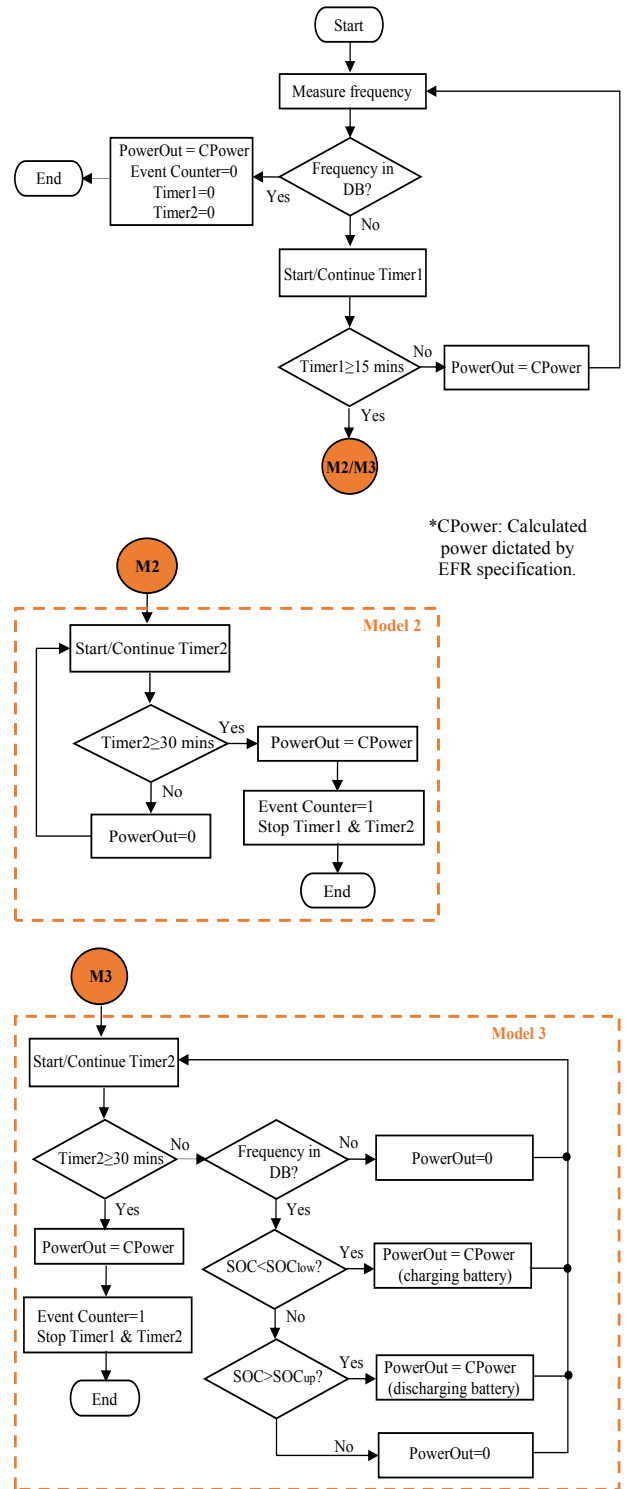 Start
Measure frequency
Frequency in
DB?
Yes
No
PowerOut = CPower
Event Counter=0
Timer1=0
Timer2=0
End
Start/Continue Timer1
Timer1≥15 mins
No
PowerOut = CPower
Yes
M2/M3
*CPower: Calculated
power dictated by
EFR specification.
M2
Model 2
Start/Continue Timer2
Timer2≥30 mins
Yes
PowerOut = CPower
No
PowerOut=0
Event Counter=1
Stop Timer1 & Timer2
End
M3
Model 3
Start/Continue Timer2
Timer2≥30 mins
No
Frequency in
DB?
No
PowerOut=0
Yes
Yes
PowerOut = CPower
SOC<SOClow?
Yes
PowerOut = CPower
(charging battery)
Event Counter=1
Stop Timer1 & Timer2
No
End
SOC>SOCup?
Yes
PowerOut = CPower
(discharging battery)
No
PowerOut=0